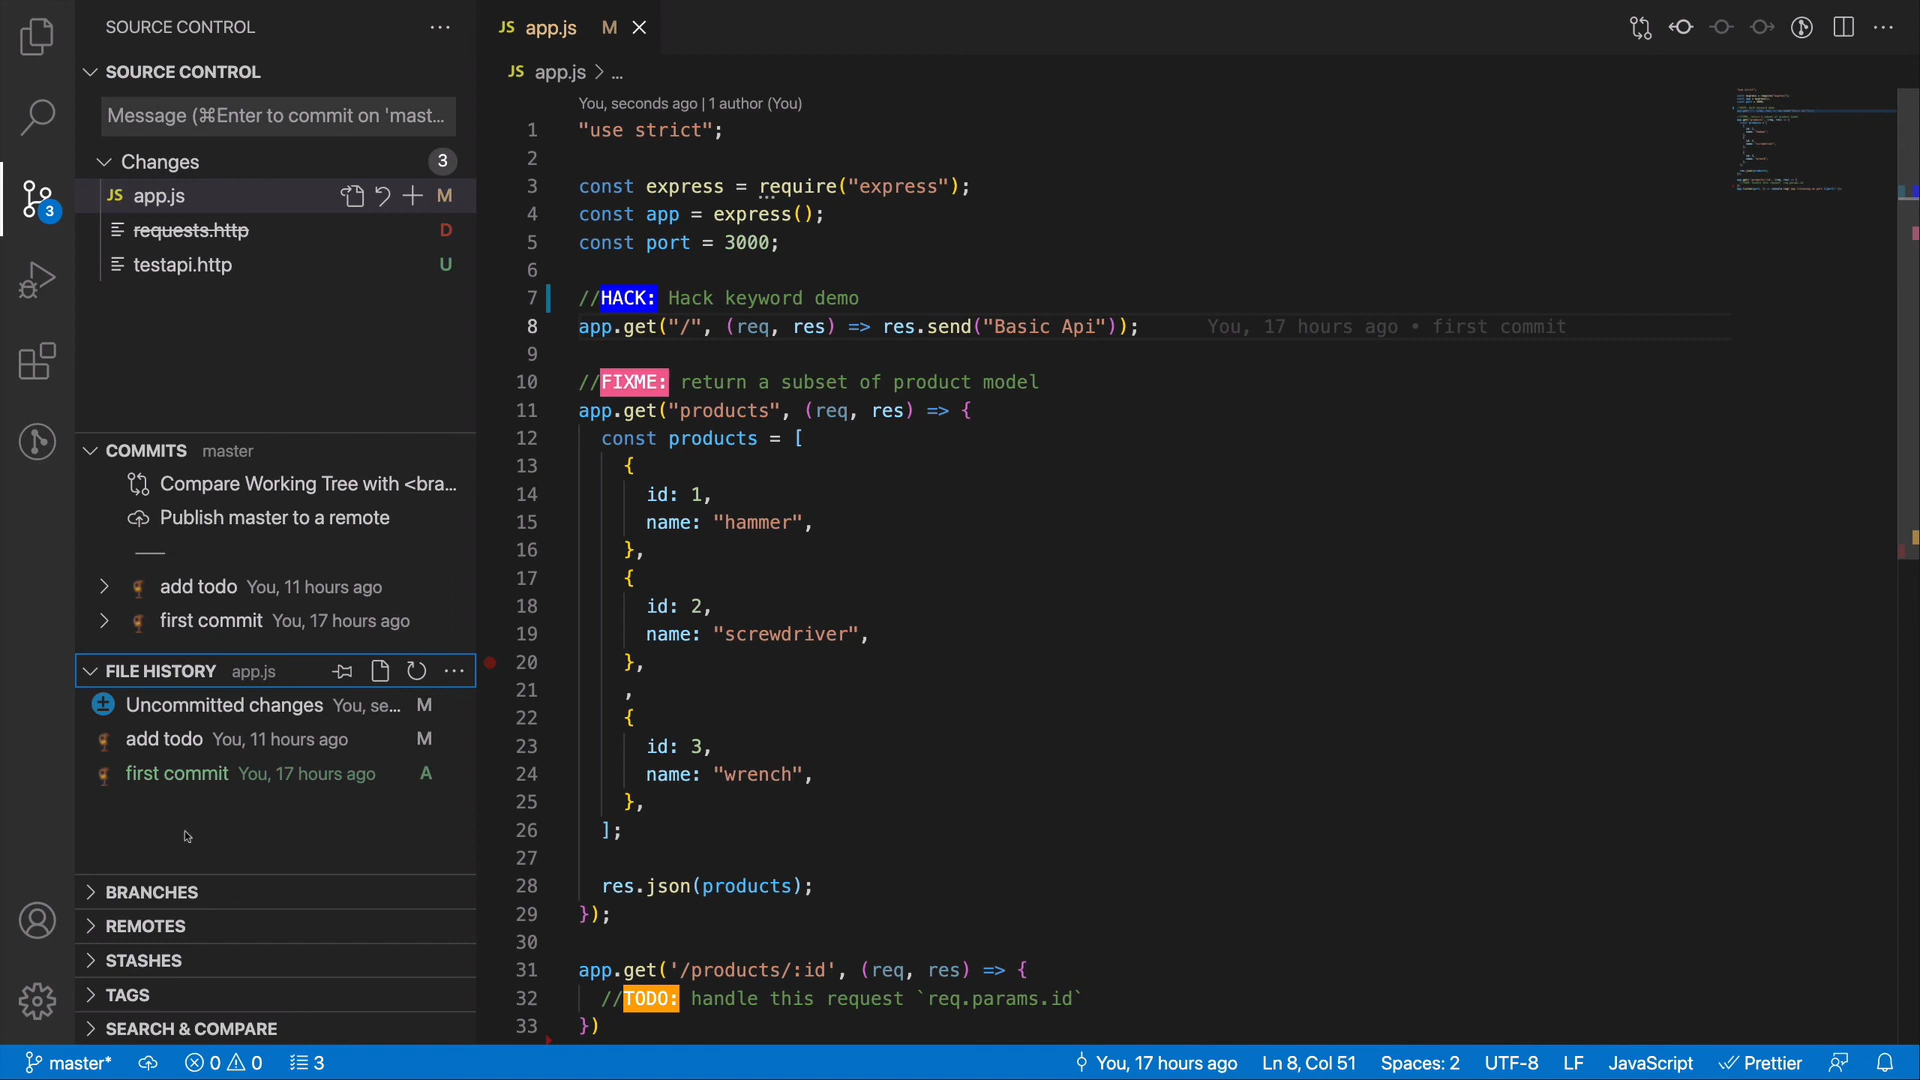 SOURCE CONTROL
SOURCE CONTROL
Message (⌘Enter to commit on 'mast...
Changes 3
JS app.js M
requests.http D
testapi.http U
3
COMMITS master
Compare Working Tree with <bra...
Publish master to a remote
add todo You, 11 hours ago
first commit You, 17 hours ago
FILE HISTORY app.js
Uncommitted changes You, se... M
add todo You, 11 hours ago M
first commit You, 17 hours ago A
BRANCHES
REMOTES
STASHES
TAGS
SEARCH & COMPARE
JS app.js M
JS app.js > ...
You, seconds ago | 1 author (You)
1 "use strict";
2
3 const express = require("express");
4 const app = express();
5 const port = 3000;
6
7 //HACK: Hack keyword demo
8 app.get("/", (req, res) => res.send("Basic Api")); You, 17 hours ago • first commit
9
10 //FIXME: return a subset of product model
11 app.get("products", (req, res) => {
12 const products = [
13 {
14 id: 1,
15 name: "hammer",
16 },
17 {
18 id: 2,
19 name: "screwdriver",
20 },
21 ,
22 {
23 id: 3,
24 name: "wrench",
25 },
26 ];
27
28 res.json(products);
29 });
30
31 app.get('/products/:id', (req, res) => {
32 //TODO: handle this request `req.params.id`
33 })
master* 0 0 3 You, 17 hours ago Ln 8, Col 51 Spaces: 2 UTF-8 LF JavaScript Prettier